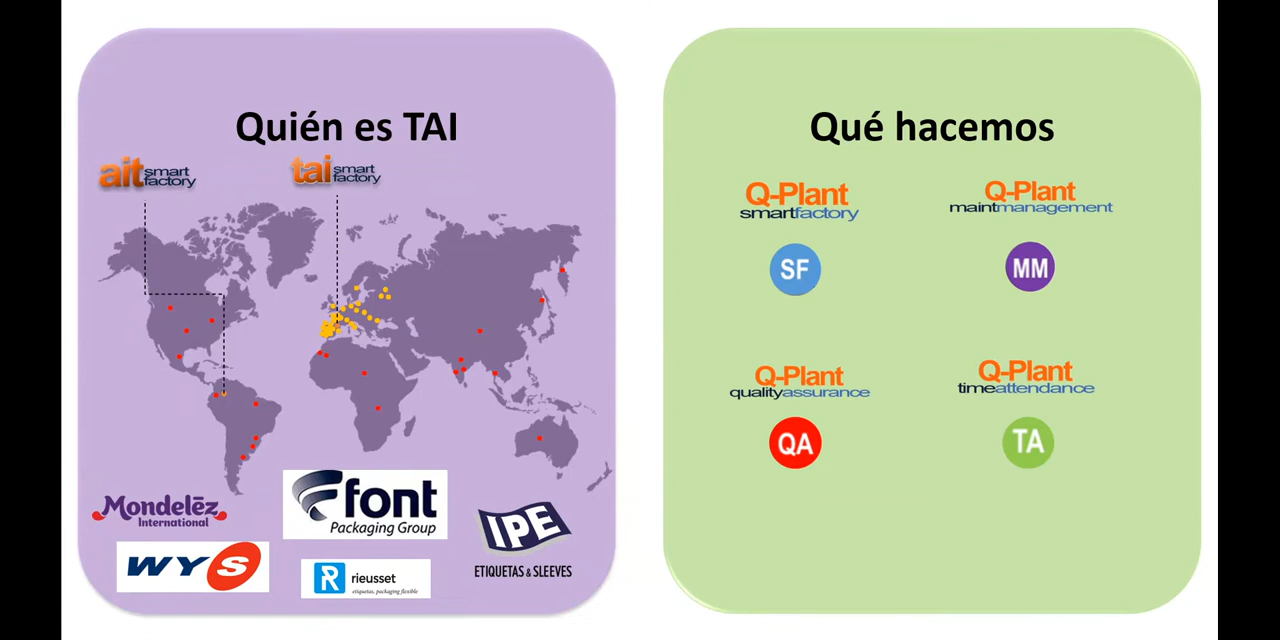 Quién es TAI
ait smart
factory
tai smart
factory
Mondelēz
International
font
Packaging Group
IPE
ETIQUETAS & SLEEVES
WYS
R
rieusset
etiquetas, packaging flexible
Qué hacemos
Q-Plant
smartfactory
SF
Q-Plant
maintmanagement
MM
Q-Plant
qualityassurance
QA
Q-Plant
timeattendance
TA